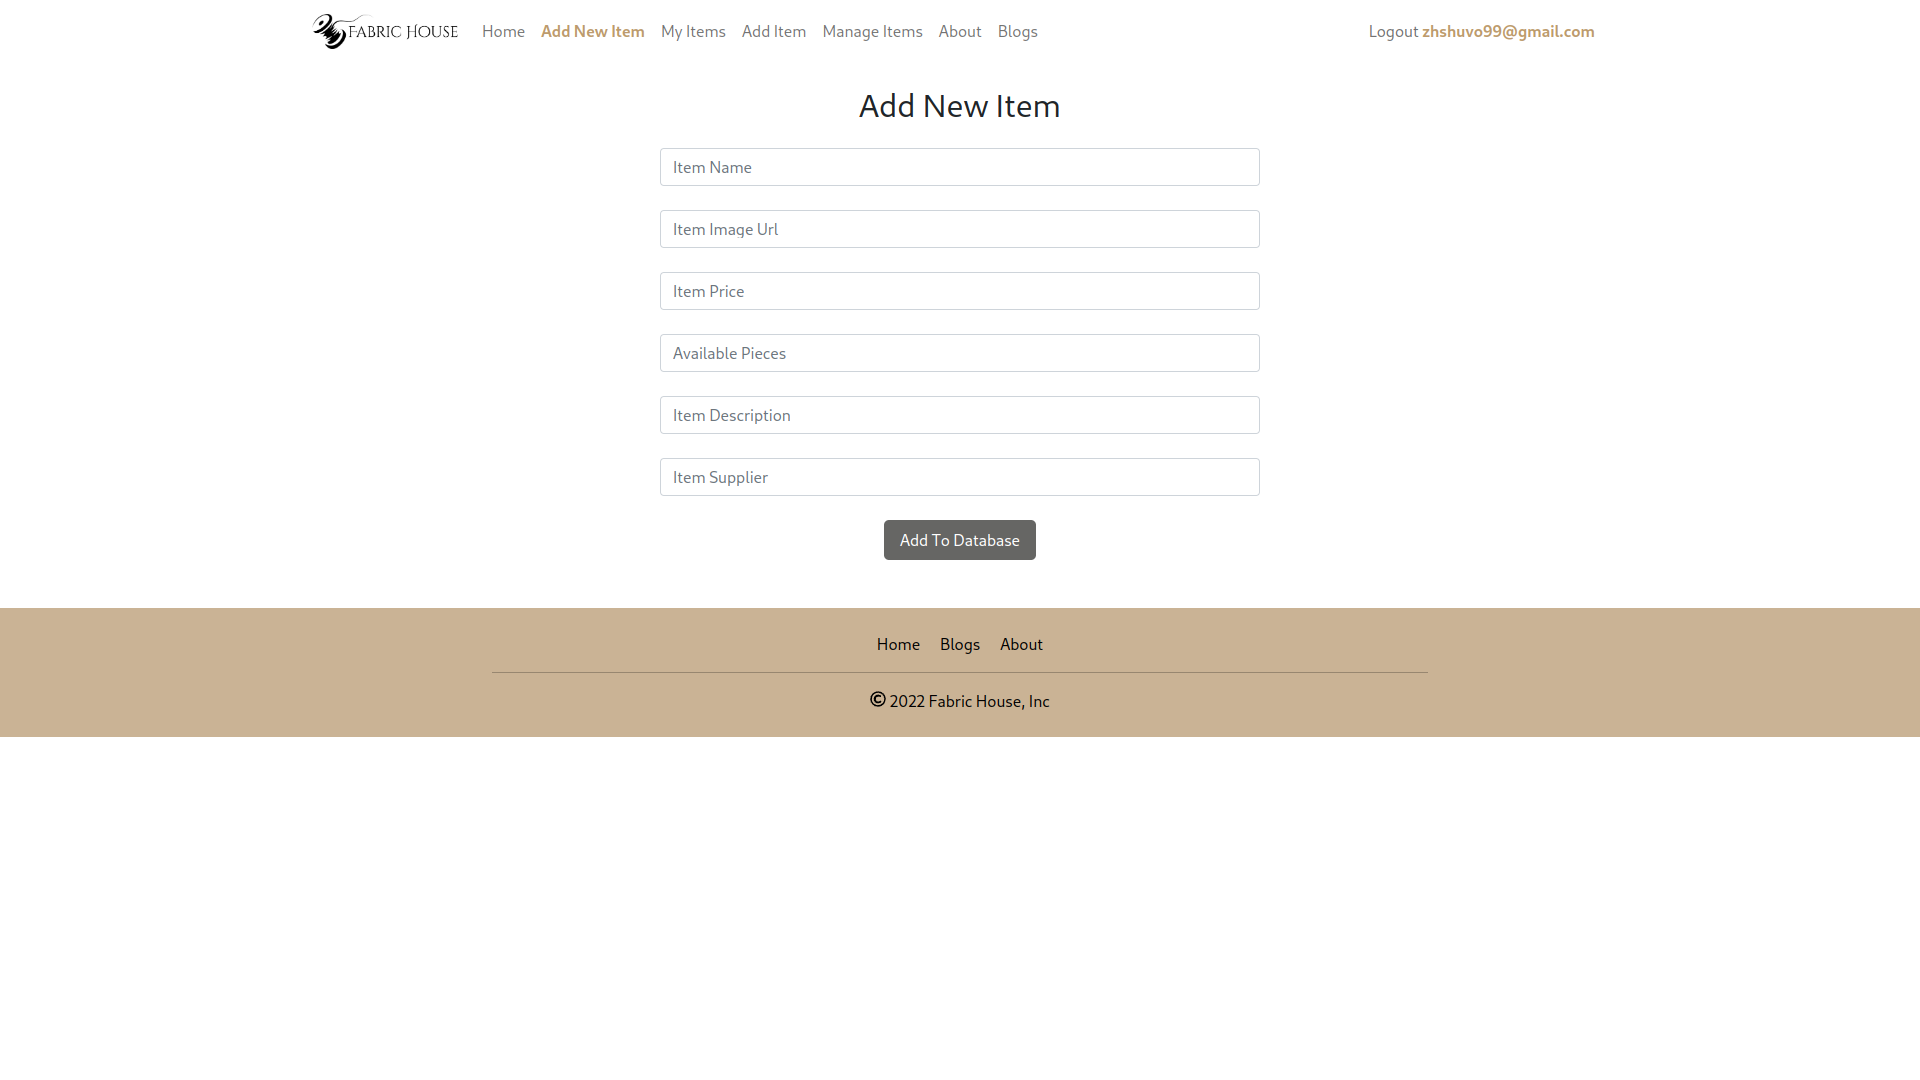 FABRIC HOUSE Home Add New Item My Items Add Item Manage Items About Blogs Logout zhshuvo99@gmail.com
Add New Item
Item Name
Item Image Url
Item Price
Available Pieces
Item Description
Item Supplier
Add To Database
Home Blogs About
© 2022 Fabric House, Inc